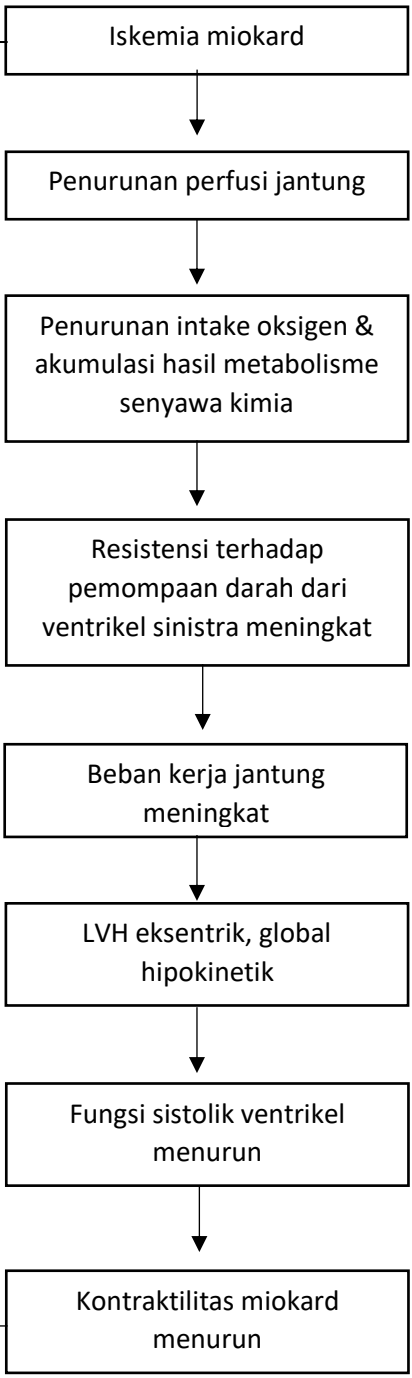 Iskemia miokard
Penurunan perfusi jantung
Penurunan intake oksigen &
akumulasi hasil metabolisme
senyawa kimia
Resistensi terhadap
pemompaan darah dari
ventrikel sinistra meningkat
Beban kerja jantung
meningkat
LVH eksentrik, global
hipokinetik
Fungsi sistolik ventrikel
menurun
Kontraktilitas miokard
menurun